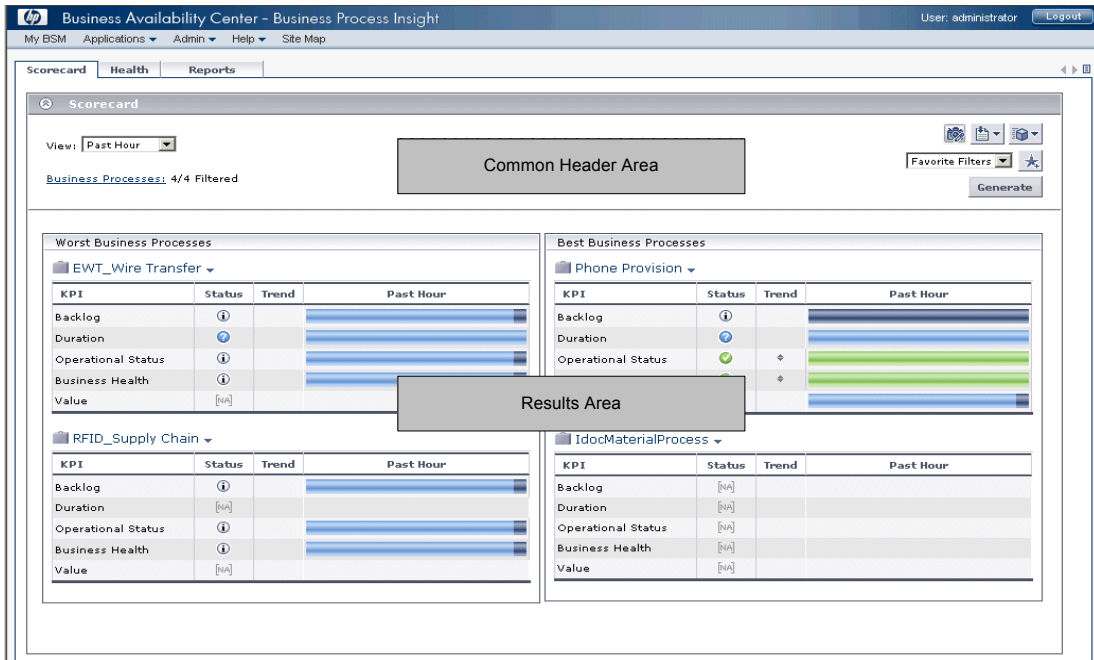 hp Business Availability Center – Business Process Insight User: administrator Logout
My BSM Applications Admin Help Site Map
Scorecard Health Reports
Scorecard
View: Past Hour
Common Header Area
Favorite Filters
Business Processes: 4/4 Filtered
Generate
Worst Business Processes
EWT_Wire Transfer
KPI Status Trend Past Hour
Backlog i
Duration ?
Operational Status i
Business Health i
Value [NA]
RFID_Supply Chain
KPI Status Trend Past Hour
Backlog i
Duration [NA]
Operational Status i
Business Health i
Value [NA]
Best Business Processes
Phone Provision
KPI Status Trend Past Hour
Backlog i
Duration ?
Operational Status
Results Area
IdocMaterialProcess
KPI Status Trend Past Hour
Backlog [NA]
Duration [NA]
Operational Status [NA]
Business Health [NA]
Value [NA]